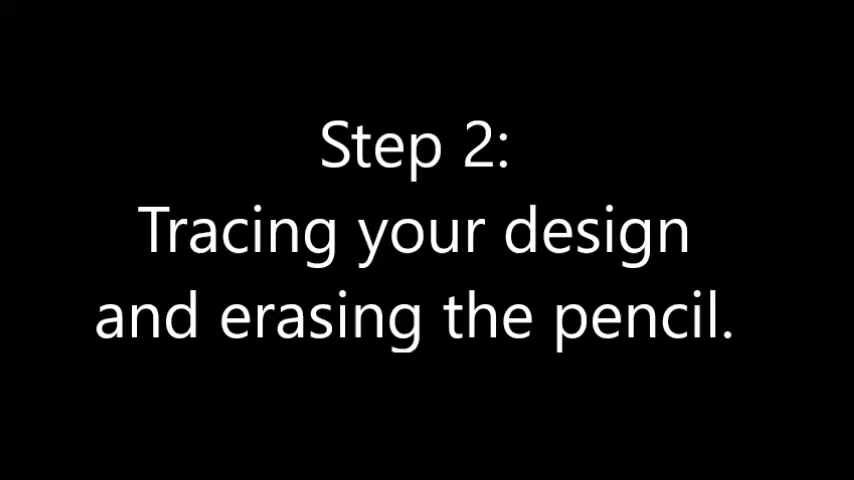 Step 2:
Tracing your design
and erasing the pencil.